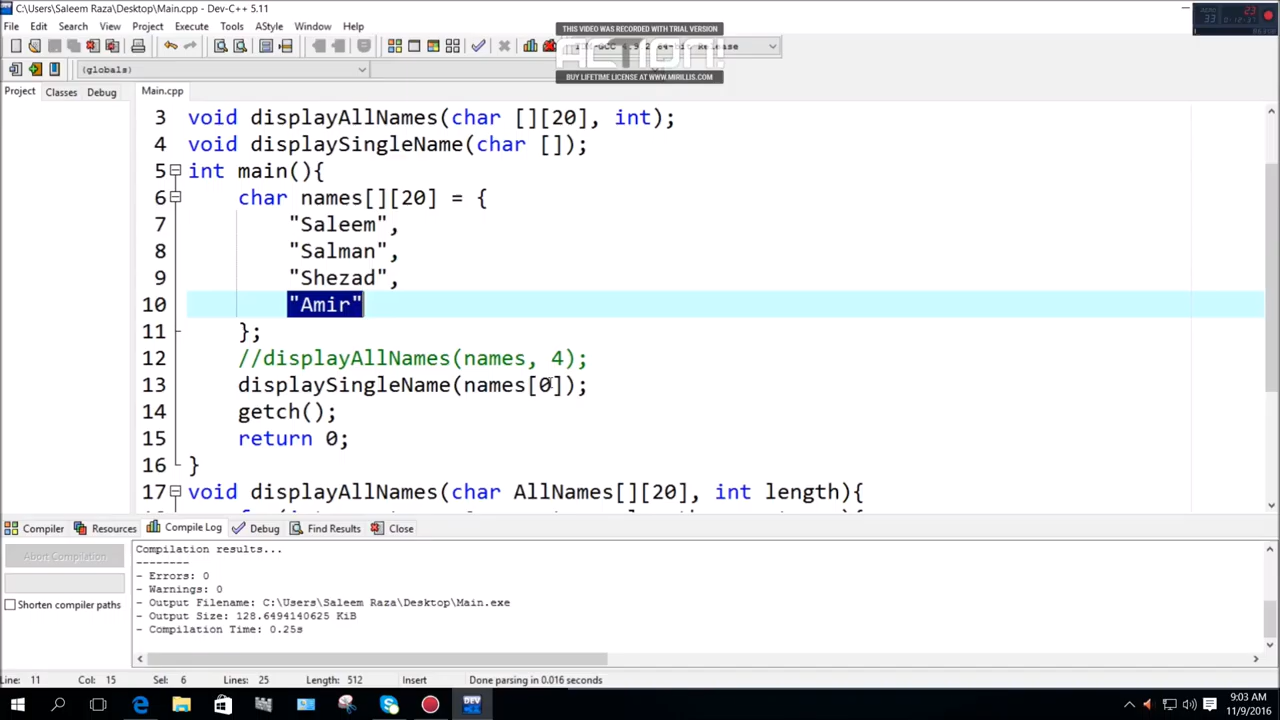 C:\Users\Saleem Raza\Desktop\Main.cpp - Dev-C++ 5.11
THIS VIDEO WAS RECORDED WITH TRIAL VERSION
ACTION!
BUY LIFETIME LICENSE AT WWW.MIRILLIS.COM
File Edit Search View Project Execute Tools AStyle Window Help
64-bit Release
(globals)
Project Classes Debug Main.cpp
3 void displayAllNames(char [][20], int);
4 void displaySingleName(char []);
5 int main(){
6 char names[][20] = {
7 "Saleem",
8 "Salman",
9 "Shezad",
10 "Amir"
11 };
12 //displayAllNames(names, 4);
13 displaySingleName(names[0]);
14 getch();
15 return 0;
16 }
17 void displayAllNames(char AllNames[][20], int length){
Compiler Resources Compile Log Debug Find Results Close
Abort Compilation
Shorten compiler paths
Compilation results...
--------
- Errors: 0
- Warnings: 0
- Output Filename: C:\Users\Saleem Raza\Desktop\Main.exe
- Output Size: 128.6494140625 KiB
- Compilation Time: 0.25s
Line: 11 Col: 15 Sel: 6 Lines: 25 Length: 512 Insert Done parsing in 0.016 seconds
DEV
9:03 AM
11/9/2016